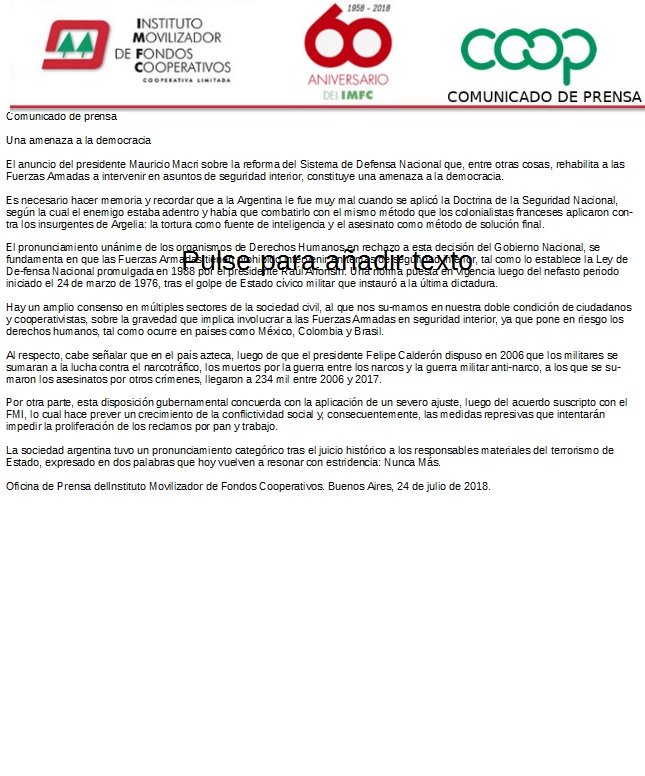 INSTITUTO
MOVILIZADOR
DE FONDOS
COOPERATIVOS
COOPERATIVA LIMITADA
1958 - 2018
60
ANIVERSARIO
DEL IMFC
coop
COMUNICADO DE PRENSA
Comunicado de prensa
Una amenaza a la democracia
El anuncio del presidente Mauricio Macri sobre la reforma del Sistema de Defensa Nacional que, entre otras cosas, rehabilita a las
Fuerzas Armadas a intervenir en asuntos de seguridad interior, constituye una amenaza a la democracia.
Es necesario hacer memoria y recordar que a la Argentina le fue muy mal cuando se aplicó la Doctrina de la Seguridad Nacional,
según la cual el enemigo estaba adentro y había que combatirlo con el mismo método que los colonialistas franceses aplicaron con-
tra los insurgentes de Argelia: la tortura como fuente de inteligencia y el asesinato como método de solución final.
El pronunciamiento unánime de los organismos de Derechos Humanos en rechazo a esta decisión del Gobierno Nacional, se
fundamenta en que las Fuerzas Armadas tienen prohibido intervenir en temas de seguridad interior, tal como lo establece la Ley de
De-fensa Nacional promulgada en 1988 por el presidente Raúl Alfonsín. Una norma puesta en vigencia luego del nefasto período
iniciado el 24 de marzo de 1976, tras el golpe de Estado cívico militar que instauró a la última dictadura.
Pulse para añadir texto
Hay un amplio consenso en múltiples sectores de la sociedad civil, al que nos su-mamos en nuestra doble condición de ciudadanos
y cooperativistas, sobre la gravedad que implica involucrar a las Fuerzas Armadas en seguridad interior, ya que pone en riesgo los
derechos humanos, tal como ocurre en países como México, Colombia y Brasil.
Al respecto, cabe señalar que en el país azteca, luego de que el presidente Felipe Calderón dispuso en 2006 que los militares se
sumaran a la lucha contra el narcotráfico, los muertos por la guerra entre los narcos y la guerra militar anti-narco, a los que se su-
maron los asesinatos por otros crímenes, llegaron a 234 mil entre 2006 y 2017.
Por otra parte, esta disposición gubernamental concuerda con la aplicación de un severo ajuste, luego del acuerdo suscripto con el
FMI, lo cual hace prever un crecimiento de la conflictividad social y, consecuentemente, las medidas represivas que intentarán
impedir la proliferación de los reclamos por pan y trabajo.
La sociedad argentina tuvo un pronunciamiento categórico tras el juicio histórico a los responsables materiales del terrorismo de
Estado, expresado en dos palabras que hoy vuelven a resonar con estridencia: Nunca Más.
Oficina de Prensa delInstituto Movilizador de Fondos Cooperativos. Buenos Aires, 24 de julio de 2018.